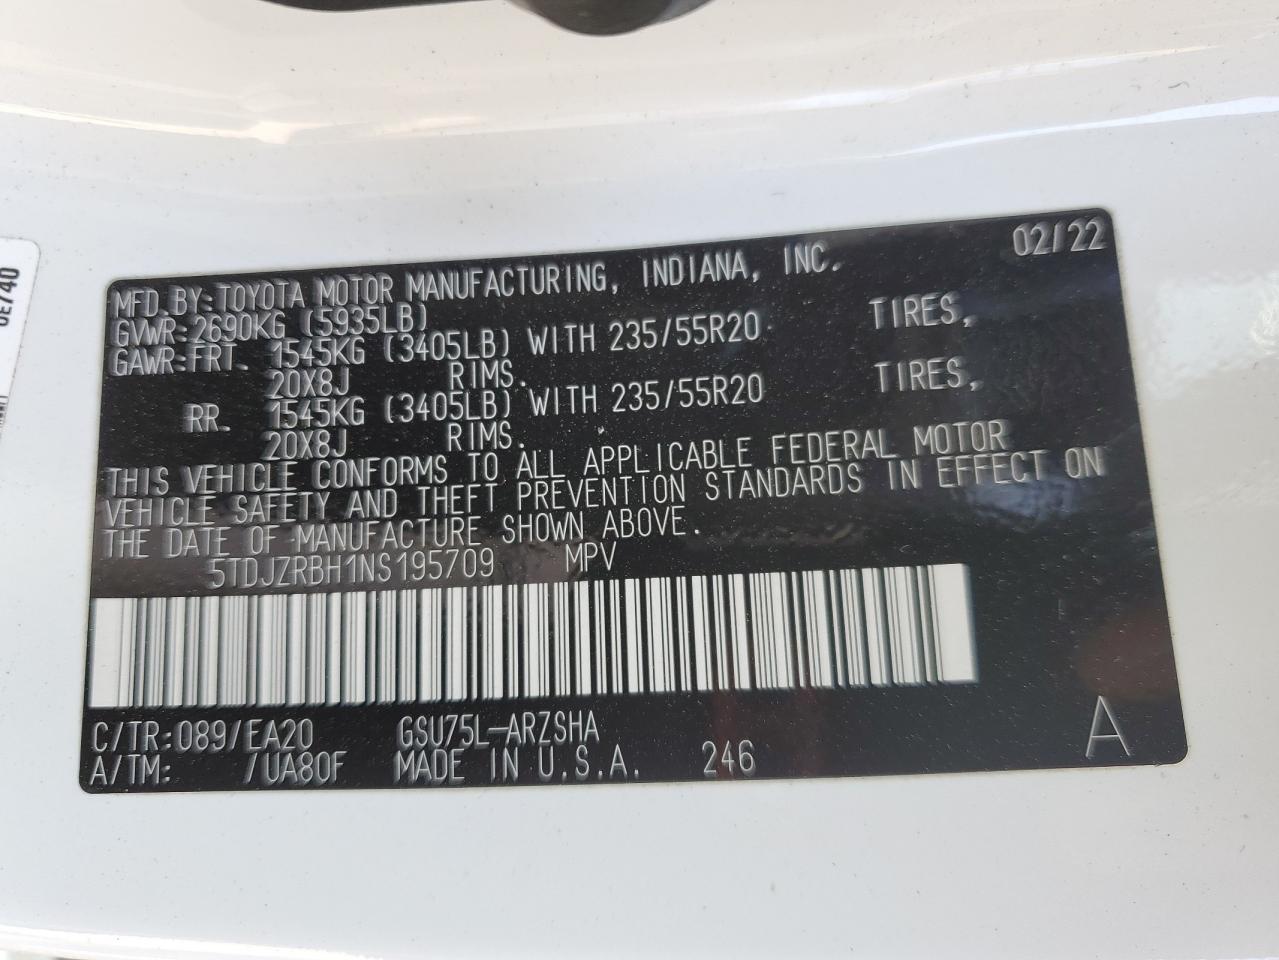 02/22
MFD.BY:TOYOTA MOTOR MANUFACTURING, INDIANA, INC.
GVWR:2690KG (5935LB)
GAWR:FRT. 1545KG (3405LB) WITH 235/55R20 TIRES,
20X8J RIMS.
RR. 1545KG (3405LB) WITH 235/55R20 TIRES,
20X8J RIMS.
THIS VEHICLE CONFORMS TO ALL APPLICABLE FEDERAL MOTOR
VEHICLE SAFETY AND THEFT PREVENTION STANDARDS IN EFFECT ON
THE DATE OF MANUFACTURE SHOWN ABOVE.
5TDJZRBH1NS195709 MPV
C/TR:089/EA20 GSU75L-ARZSHA
A/TM: /UA80F MADE IN U.S.A. 246
A
0E740